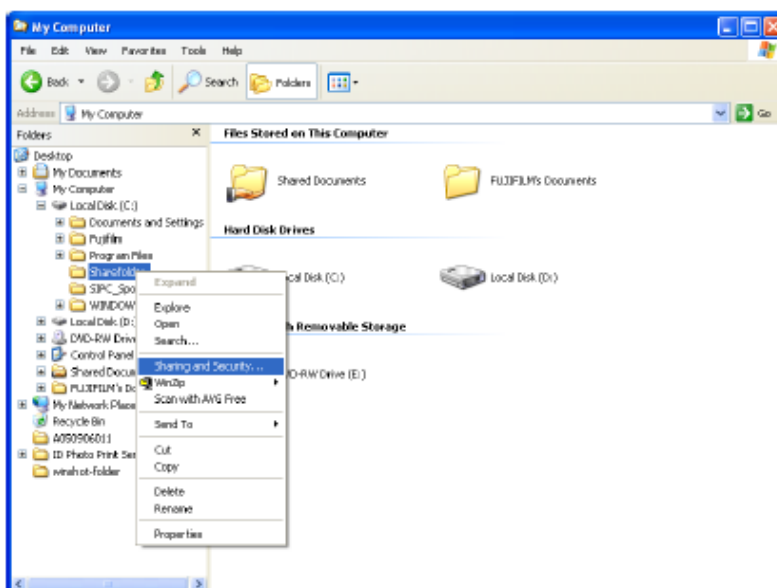 My Computer
File Edit View Favorites Tools Help
Back Search Folders
Address My Computer Go
Folders
Desktop
My Documents
My Computer
Local Disk (C:)
Documents and Settings
Fujifilm
Program Files
Sharefolder
SIPC_Spo
WINDOW
Local Disk (D:)
DVD-RW Driv
Control Panel
Shared Docum
FUJIFILM's Do
My Network Place
Recycle Bin
A050906011
ID Photo Print Ser
winshot-folder
Expand
Explore
Open
Search...
Sharing and Security...
WinZip
Scan with AVG Free
Send To
Cut
Copy
Delete
Rename
Properties
Files Stored on This Computer
Shared Documents
FUJIFILM's Documents
Hard Disk Drives
ocal Disk (C:)
Local Disk (D:)
h Removable Storage
D-RW Drive (E:)